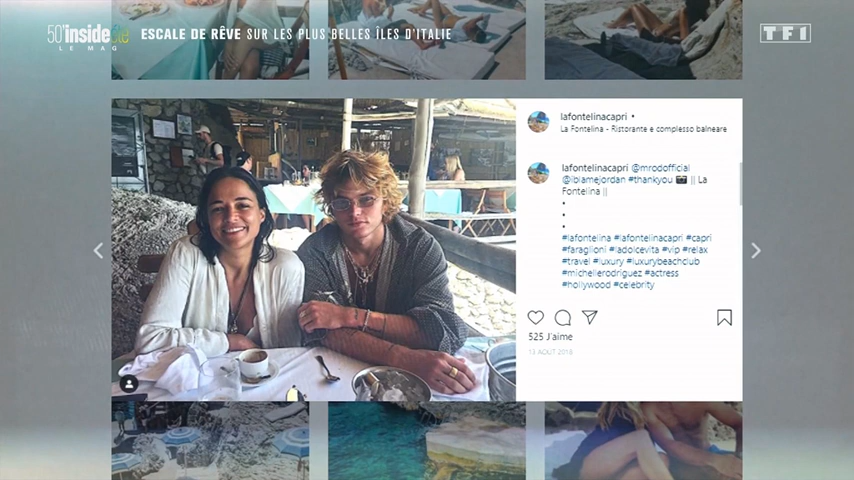 50'inside été
LE MAG
ESCALE DE RÊVE SUR LES PLUS BELLES ÎLES D'ITALIE
TF1
lafontelinacapri •
La Fontelina - Ristorante e complesso balneare
lafontelinacapri @mrodofficial
@iblamejordan #thankyou 📷 || La
Fontelina ||
•
•
•
#lafontelina #lafontelinacapri #capri
#faraglioni #ladolcevita #vip #relax
#travel #luxury #luxurybeachclub
#michellerodriguez #actress
#hollywood #celebrity
525 J'aime
13 AOUT 2018